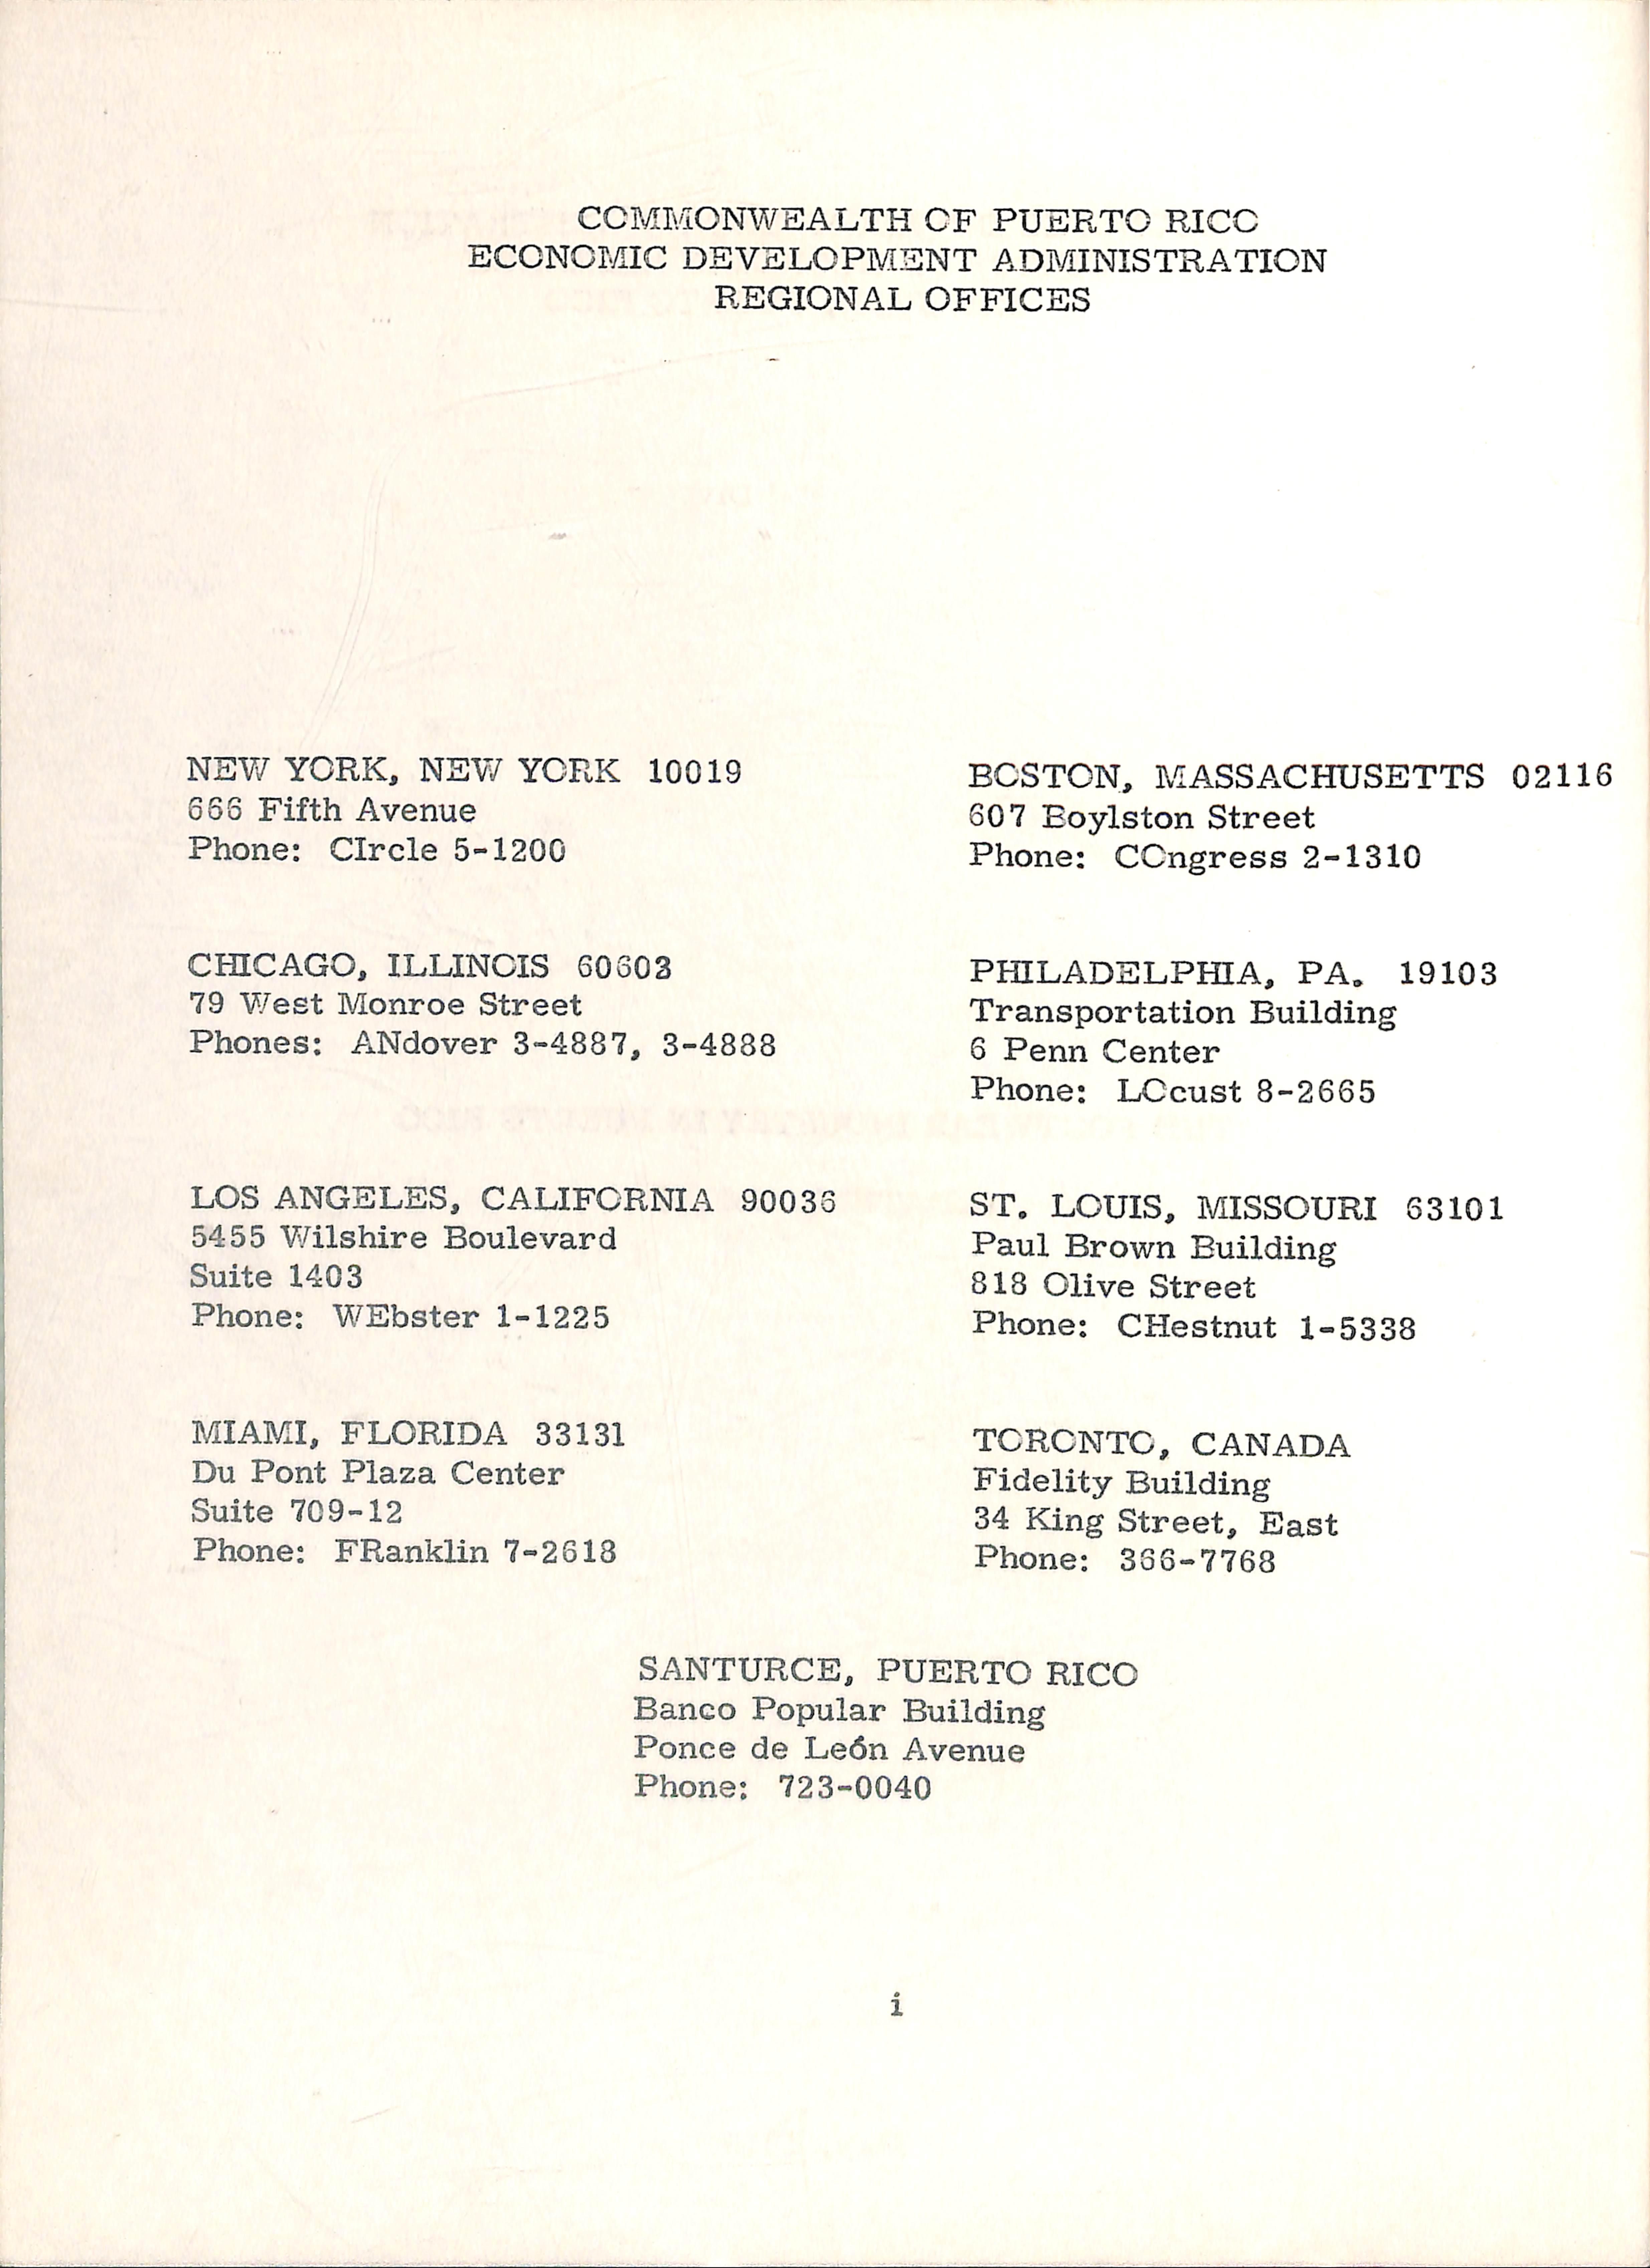 COMMONWEALTH OF PUERTO RICO
ECONOMIC DEVELOPMENT ADMINISTRATION
REGIONAL OFFICES
NEW YORK, NEW YORK 10019
666 Fifth Avenue
Phone: CIrcle 5-1200
BOSTON, MASSACHUSETTS 02116
607 Boylston Street
Phone: COngress 2-1310
CHICAGO, ILLINOIS 60603
79 West Monroe Street
Phones: ANdover 3-4887, 3-4888
PHILADELPHIA, PA. 19103
Transportation Building
6 Penn Center
Phone: LOcust 8-2665
LOS ANGELES, CALIFORNIA 90036
5455 Wilshire Boulevard
Suite 1403
Phone: WEbster 1-1225
ST. LOUIS, MISSOURI 63101
Paul Brown Building
818 Olive Street
Phone: CHestnut 1-5338
MIAMI, FLORIDA 33131
Du Pont Plaza Center
Suite 709-12
Phone: FRanklin 7-2618
TORONTO, CANADA
Fidelity Building
34 King Street, East
Phone: 366-7768
SANTURCE, PUERTO RICO
Banco Popular Building
Ponce de León Avenue
Phone: 723-0040
i